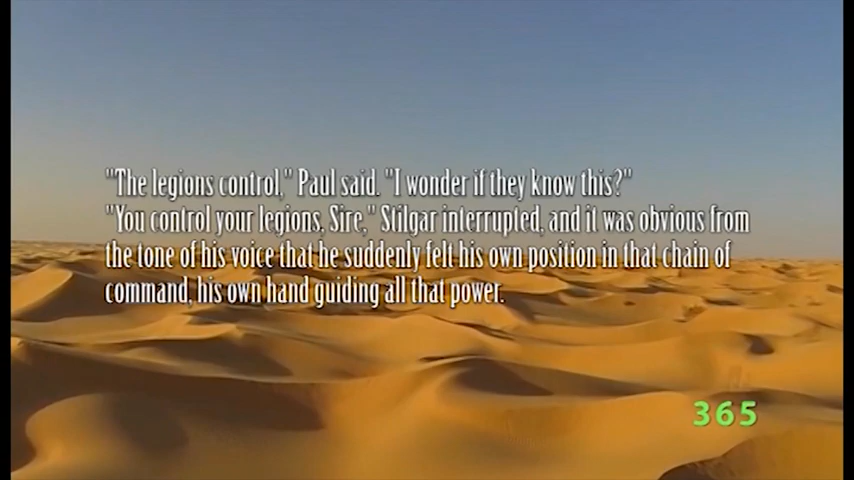 "The legions control," Paul said. "I wonder if they know this?"
"You control your legions, Sire," Stilgar interrupted, and it was obvious from
the tone of his voice that he suddenly felt his own position in that chain of
command, his own hand guiding all that power.
365